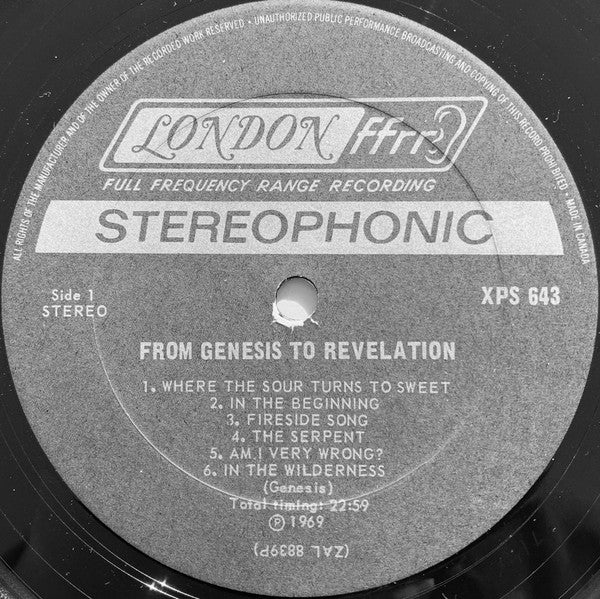 ALL RIGHTS OF THE MANUFACTURER AND OF THE OWNER OF THE RECORDED WORK RESERVED • UNAUTHORIZED PUBLIC PERFORMANCE BROADCASTING AND COPYING OF THIS RECORD PROHIBITED • MADE IN CANADA
LONDON ffrr
FULL FREQUENCY RANGE RECORDING
STEREOPHONIC
Side 1
STEREO
XPS 643
FROM GENESIS TO REVELATION
1. WHERE THE SOUR TURNS TO SWEET
2. IN THE BEGINNING
3. FIRESIDE SONG
4. THE SERPENT
5. AM I VERY WRONG?
6. IN THE WILDERNESS
(Genesis)
Total timing: 22:59
℗ 1969
(ZAL 8839P)